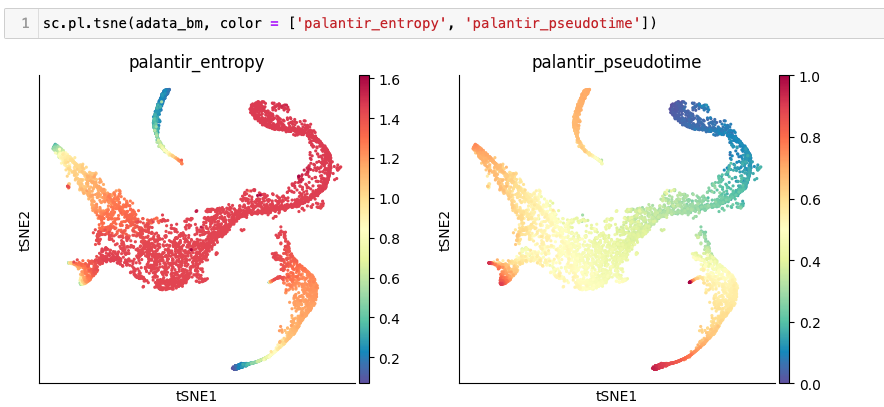 1 sc.pl.tsne(adata_bm, color = ['palantir_entropy', 'palantir_pseudotime'])
palantir_entropy
palantir_pseudotime
1.6
1.4
1.2
1.0
0.8
0.6
0.4
0.2
tSNE2
tSNE1
1.0
0.8
0.6
0.4
0.2
0.0
tSNE2
tSNE1